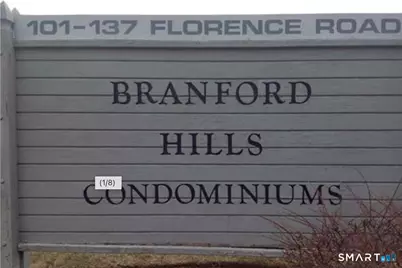 101-137 FLORENCE ROAD
BRANFORD
HILLS
(1/8)
CONDOMINIUMS
SMART